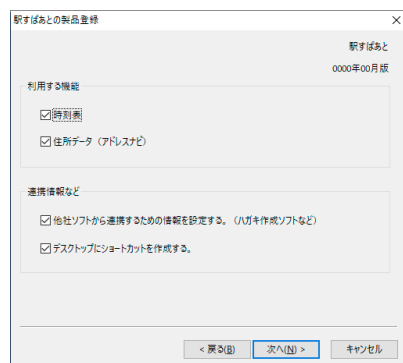 駅すぱあとの製品登録
駅すぱあと
0000年00月版
利用する機能
時刻表
住所データ（アドレスナビ）
連携情報など
他社ソフトから連携するための情報を設定する。（ハガキ作成ソフトなど）
デスクトップにショートカットを作成する。
< 戻る(B) 次へ(N) > キャンセル